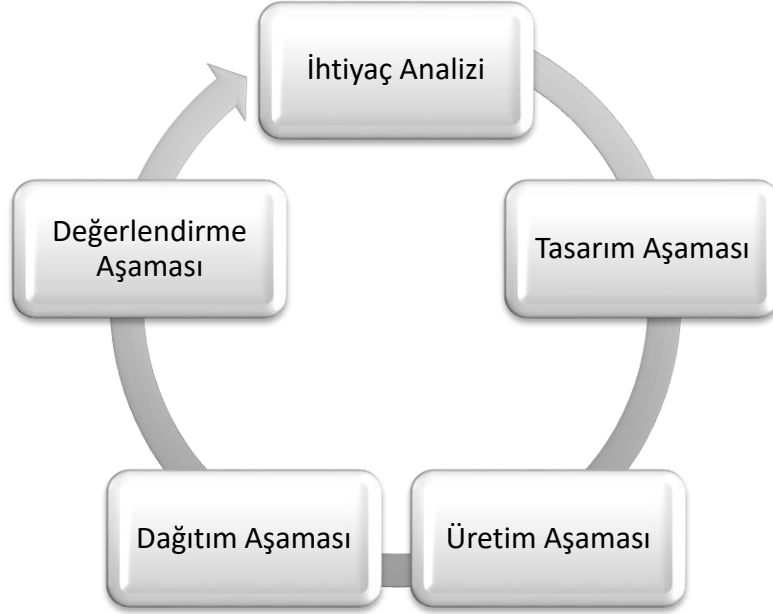 İhtiyaç Analizi
Tasarım Aşaması
Üretim Aşaması
Dağıtım Aşaması
Değerlendirme
Aşaması